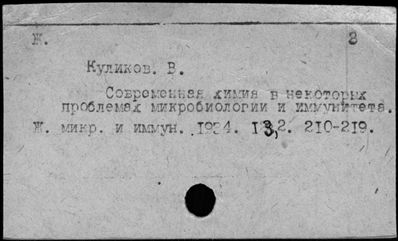 Ж. 8
Куликов. В.
Современная химия в некоторых
проблемах микробиологии и иммунитета.
Ж. микр. и иммун. 1934. 13,2. 210-219.